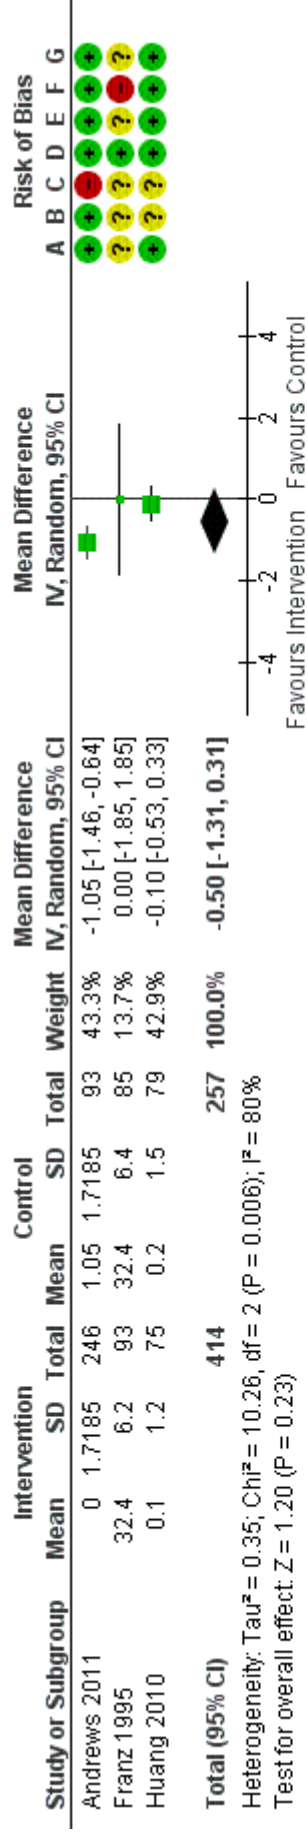 Intervention Control Mean Difference Mean Difference Risk of Bias
Study or Subgroup Mean SD Total Mean SD Total Weight IV, Random, 95% CI IV, Random, 95% CI A B C D E F G
Andrews 2011 0 1.7185 246 1.05 1.7185 93 43.3% -1.05 [-1.46, -0.64] + + - + + + +
Franz 1995 32.4 6.2 93 32.4 6.4 85 13.7% 0.00 [-1.85, 1.85] ? ? ? + ? - ?
Huang 2010 0.1 1.2 75 0.2 1.5 79 42.9% -0.10 [-0.53, 0.33] + ? ? + + + +
Total (95% CI) 414 257 100.0% -0.50 [-1.31, 0.31]
Heterogeneity: Tau² = 0.35; Chi² = 10.26, df = 2 (P = 0.006); I² = 80%
Test for overall effect: Z = 1.20 (P = 0.23)
-4 -2 0 2 4
Favours Intervention Favours Control